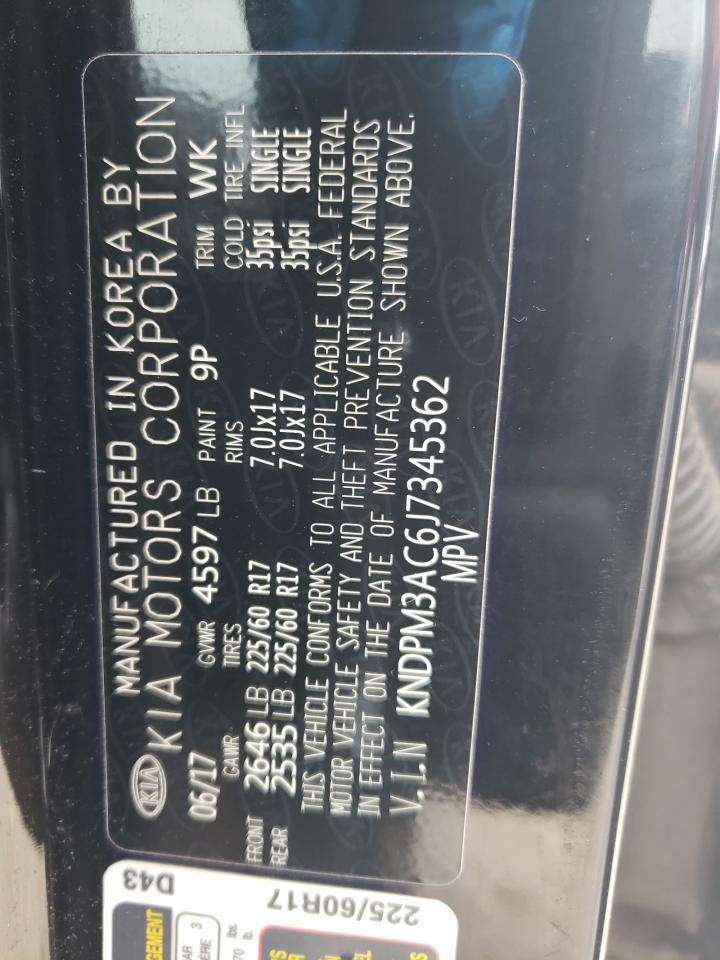 MANUFACTURED IN KOREA BY
KIA KIA MOTORS CORPORATION
06/17 GVWR 4597 LB PAINT 9P TRIM WK
GAWR TIRES RIMS COLD TIRE INFL
FRONT 2646 LB 225/60 R17 7.0Jx17 35psi SINGLE
REAR 2535 LB 225/60 R17 7.0Jx17 35psi SINGLE
THIS VEHICLE CONFORMS TO ALL APPLICABLE U.S.A. FEDERAL
MOTOR VEHICLE SAFETY AND THEFT PREVENTION STANDARDS
IN EFFECT ON THE DATE OF MANUFACTURE SHOWN ABOVE.
V.I.N KNDPM3AC6J7345362
MPV
D43
225/60R17